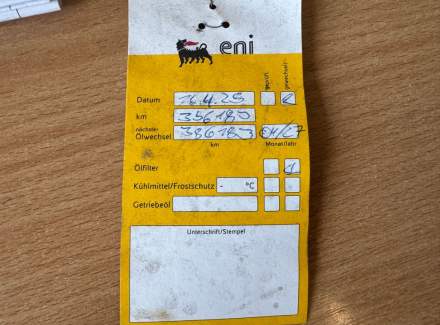 eni
geprüft gewechselt
Datum 16.4.25
km 356180
nächster
Ölwechsel 386180 04/27
km Monat/Jahr
Ölfilter
Kühlmittel/Frostschutz - °C
Getriebeöl
Unterschrift/Stempel